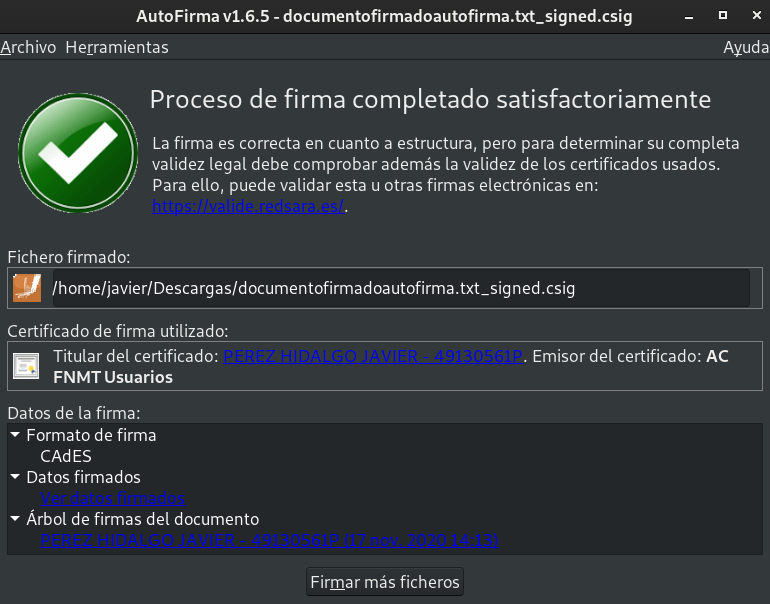 AutoFirma v1.6.5 - documentofirmadoautofirma.txt_signed.csig
Archivo Herramientas Ayuda
Proceso de firma completado satisfactoriamente
La firma es correcta en cuanto a estructura, pero para determinar su completa
validez legal debe comprobar además la validez de los certificados usados.
Para ello, puede validar esta u otras firmas electrónicas en:
https://valide.redsara.es/.
Fichero firmado:
/home/javier/Descargas/documentofirmadoautofirma.txt_signed.csig
Certificado de firma utilizado:
Titular del certificado: PEREZ HIDALGO JAVIER - 49130561P. Emisor del certificado: AC
FNMT Usuarios
Datos de la firma:
Formato de firma
CAdES
Datos firmados
Ver datos firmados
Árbol de firmas del documento
PEREZ HIDALGO JAVIER - 49130561P (17 nov. 2020 14:13)
Firmar más ficheros